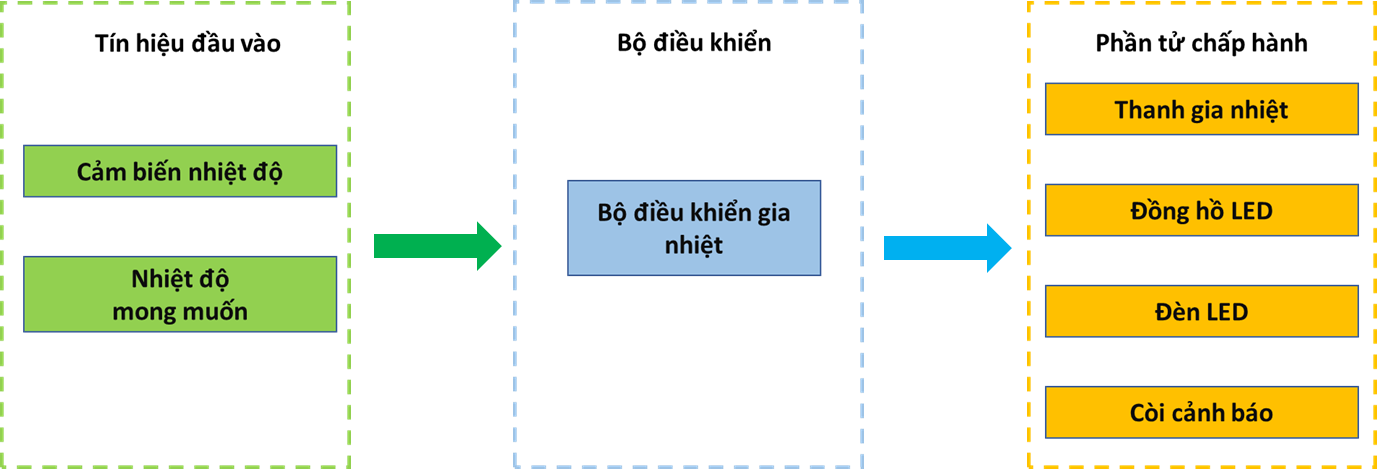 Tín hiệu đầu vào
Cảm biến nhiệt độ
Nhiệt độ
mong muốn
Bộ điều khiển
Bộ điều khiển gia
nhiệt
Phần tử chấp hành
Thanh gia nhiệt
Đồng hồ LED
Đèn LED
Còi cảnh báo